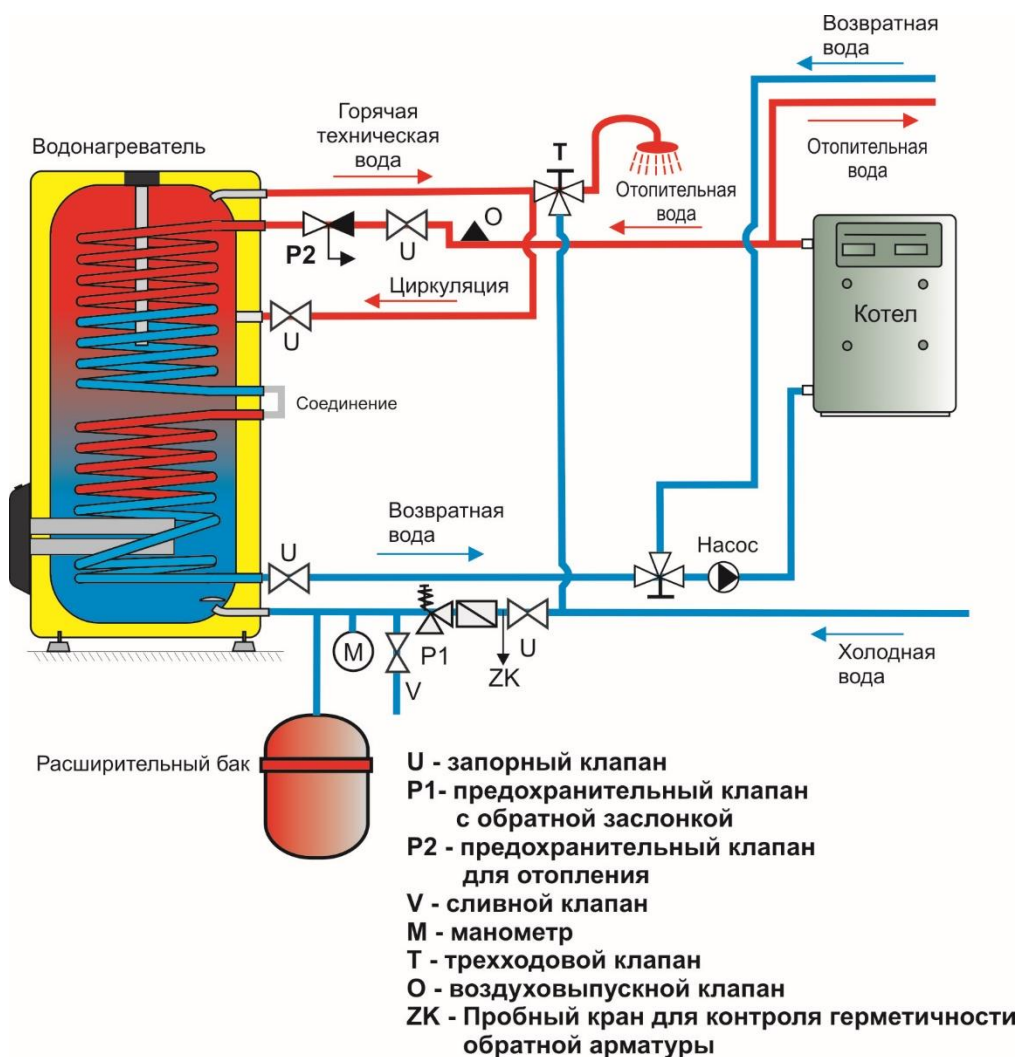 Возвратная
вода
Горячая
техническая
вода
Водонагреватель
T
Отопительная
вода
Отопительная
вода
O
P2
U
Циркуляция
U
Котел
Соединение
Возвратная
вода
U
Насос
M
P1
U
V
ZK
Холодная
вода
Расширительный бак
U - запорный клапан
P1- предохранительный клапан
с обратной заслонкой
P2 - предохранительный клапан
для отопления
V - сливной клапан
M - манометр
T - трехходовой клапан
O - воздуховыпускной клапан
ZK - Пробный кран для контроля герметичности
обратной арматуры